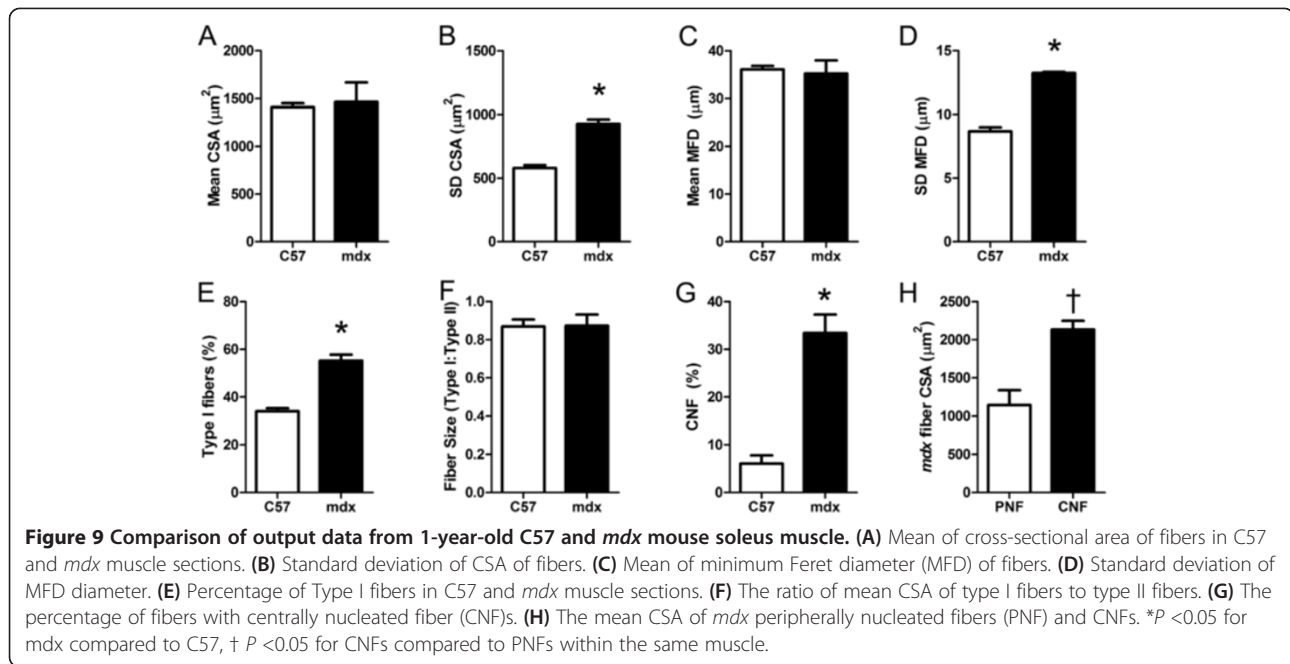 A
Mean CSA (μm²)
2000
1500
1000
500
0
C57 mdx
B
SD CSA (μm²)
1500
1000
500
0
*
C57 mdx
C
Mean MFD (μm)
40
30
20
10
0
C57 mdx
D
SD MFD (μm)
15
10
5
0
*
C57 mdx
E
Type I fibers (%)
80
60
40
20
0
*
C57 mdx
F
Fiber Size (Type I:Type II)
1.0
0.8
0.6
0.4
0.2
0.0
C57 mdx
G
CNF (%)
40
30
20
10
0
*
C57 mdx
H
mdx fiber CSA (μm²)
2500
2000
1500
1000
500
0
†
PNF CNF
Figure 9 Comparison of output data from 1-year-old C57 and mdx mouse soleus muscle. (A) Mean of cross-sectional area of fibers in C57
and mdx muscle sections. (B) Standard deviation of CSA of fibers. (C) Mean of minimum Feret diameter (MFD) of fibers. (D) Standard deviation of
MFD diameter. (E) Percentage of Type I fibers in C57 and mdx muscle sections. (F) The ratio of mean CSA of type I fibers to type II fibers. (G) The
percentage of fibers with centrally nucleated fiber (CNF)s. (H) The mean CSA of mdx peripherally nucleated fibers (PNF) and CNFs. *P <0.05 for
mdx compared to C57, † P <0.05 for CNFs compared to PNFs within the same muscle.